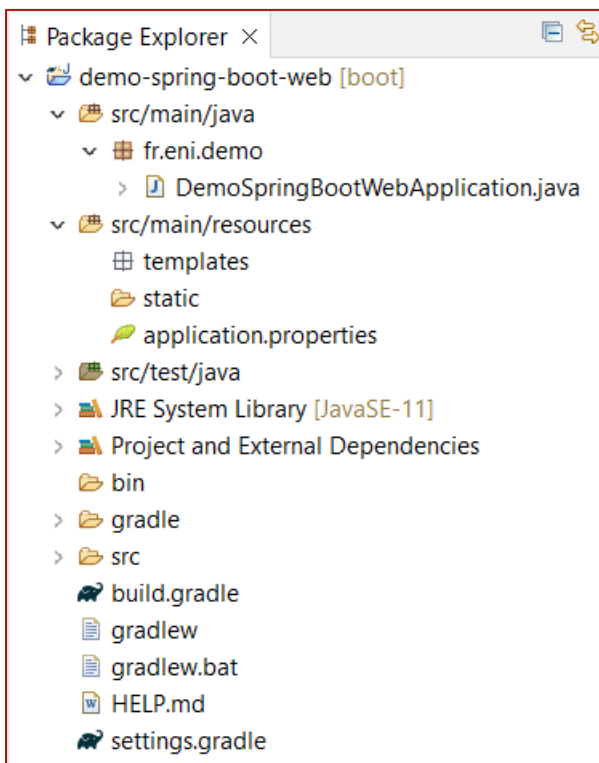 Package Explorer ×
demo-spring-boot-web [boot]
src/main/java
fr.eni.demo
DemoSpringBootWebApplication.java
src/main/resources
templates
static
application.properties
src/test/java
JRE System Library [JavaSE-11]
Project and External Dependencies
bin
gradle
src
build.gradle
gradlew
gradlew.bat
HELP.md
settings.gradle